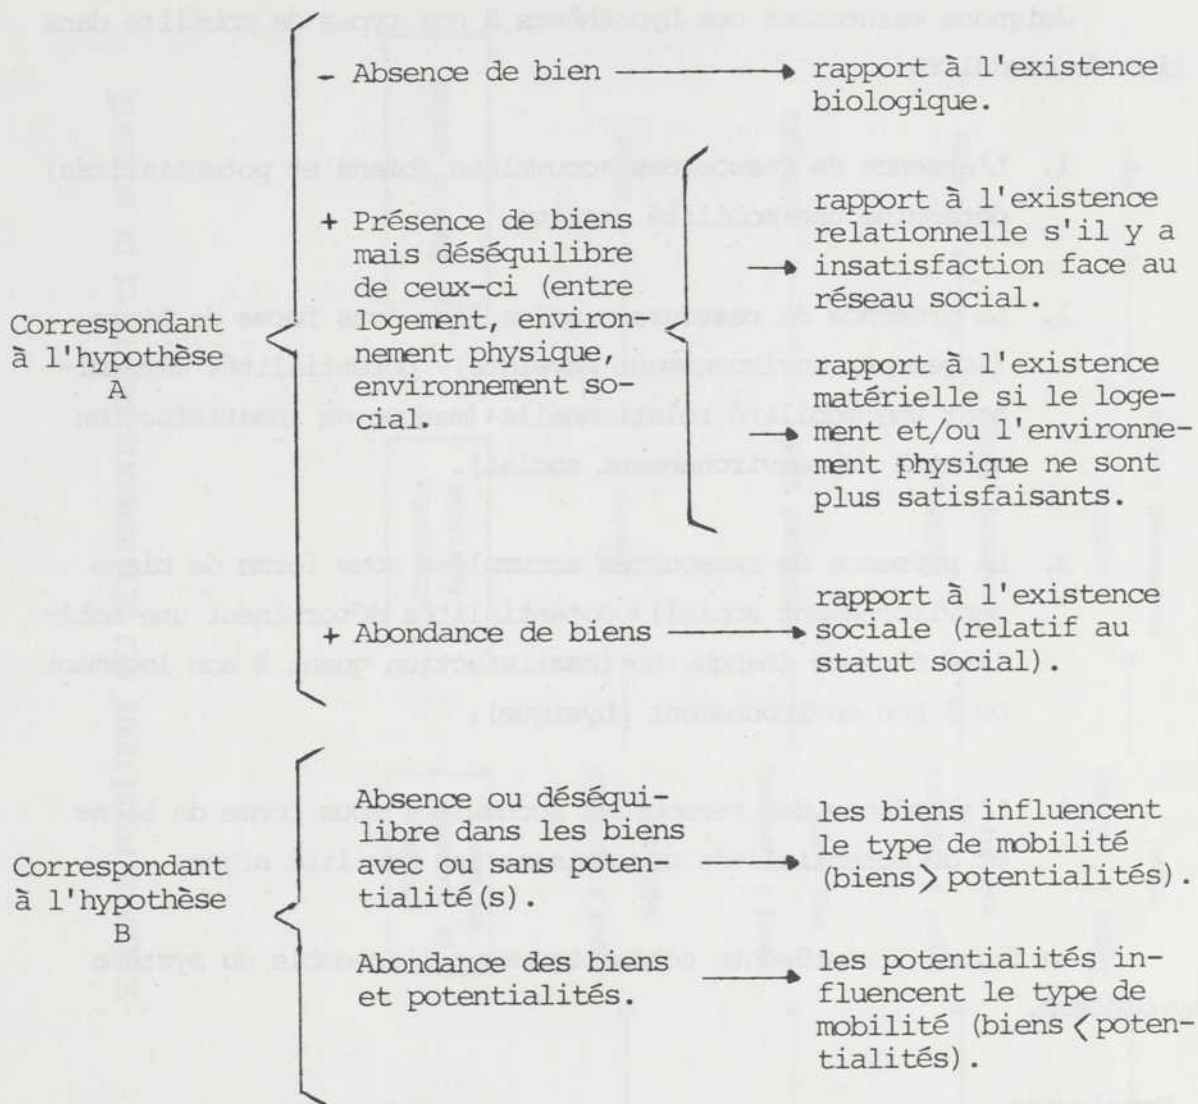 - Absence de bien
rapport à l'existence
biologique.
Correspondant
à l'hypothèse
A
+ Présence de biens
mais déséquilibre
de ceux-ci (entre
logement, environ-
nement physique,
environnement so-
cial.
rapport à l'existence
relationnelle s'il y a
insatisfaction face au
réseau social.
rapport à l'existence
matérielle si le loge-
ment et/ou l'environne-
ment physique ne sont
plus satisfaisants.
+ Abondance de biens
rapport à l'existence
sociale (relatif au
statut social).
Correspondant
à l'hypothèse
B
Absence ou déséqui-
libre dans les biens
avec ou sans poten-
tialité(s).
les biens influencent
le type de mobilité
(biens > potentialités).
Abondance des biens
et potentialités.
les potentialités in-
fluencent le type de
mobilité (biens < poten-
tialités).